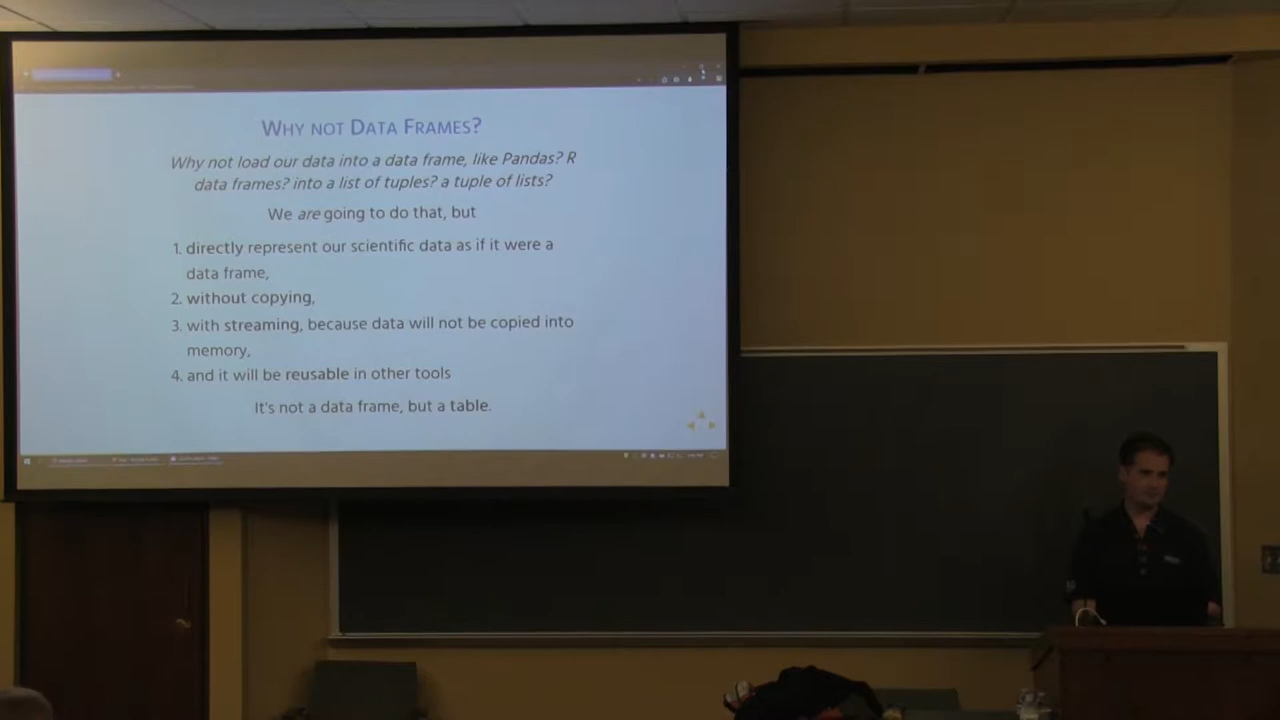 WHY NOT DATA FRAMES?
Why not load our data into a data frame, like Pandas? R
data frames? into a list of tuples? a tuple of lists?
We are going to do that, but
1. directly represent our scientific data as if it were a
data frame,
2. without copying,
3. with streaming, because data will not be copied into
memory,
4. and it will be reusable in other tools
It's not a data frame, but a table.